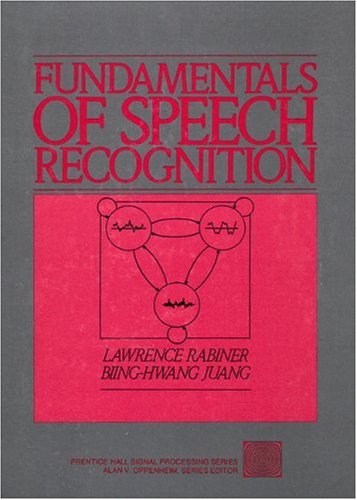 FUNDAMENTALS
OF SPEECH
RECOGNITION
LAWRENCE RABINER
BIING-HWANG JUANG
PRENTICE HALL SIGNAL PROCESSING SERIES
ALAN V. OPPENHEIM, SERIES EDITOR